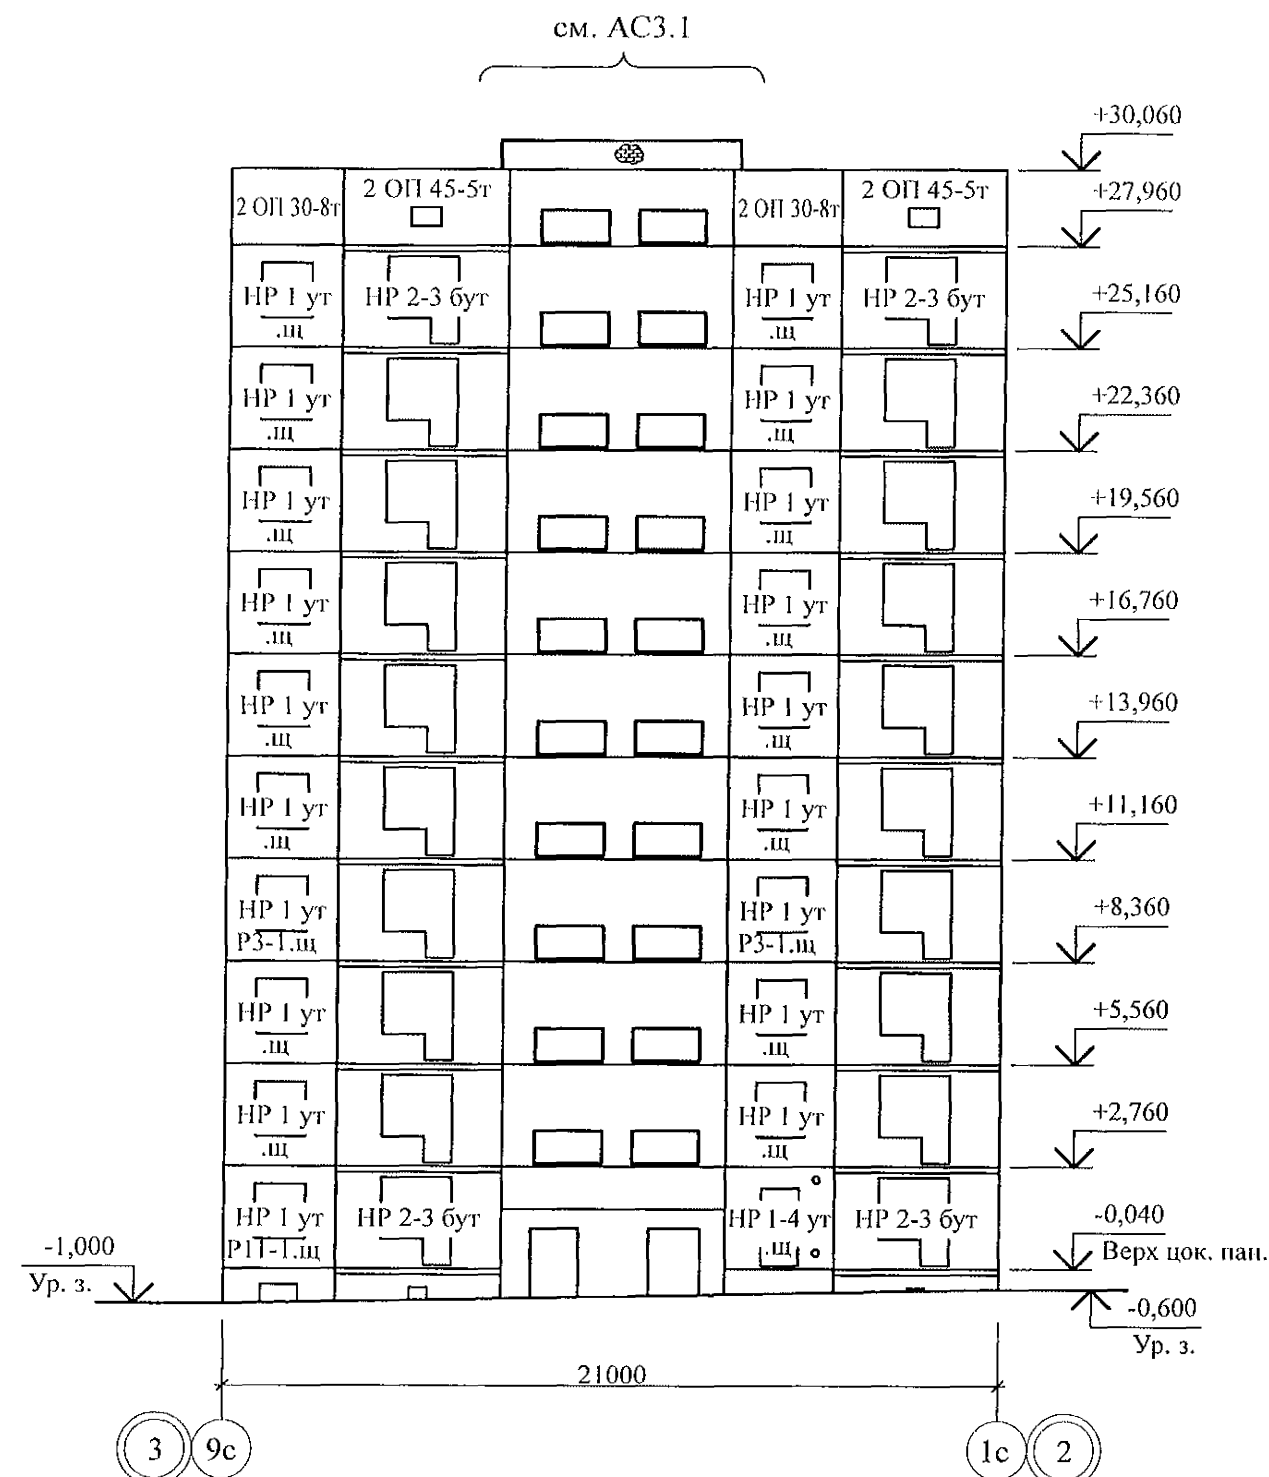 см. АС3.1
+30,060
2 ОП 30-8т
2 ОП 45-5т
2 ОП 30-8т
2 ОП 45-5т
+27,960
НР 1 ут
.щ
НР 2-3 бут
НР 1 ут
.щ
НР 2-3 бут
+25,160
НР 1 ут
.щ
НР 1 ут
.щ
+22,360
НР 1 ут
.щ
НР 1 ут
.щ
+19,560
НР 1 ут
.щ
НР 1 ут
.щ
+16,760
НР 1 ут
.щ
НР 1 ут
.щ
+13,960
НР 1 ут
.щ
НР 1 ут
.щ
+11,160
НР 1 ут
Р3-1.щ
НР 1 ут
Р3-1.щ
+8,360
НР 1 ут
.щ
НР 1 ут
.щ
+5,560
НР 1 ут
.щ
НР 1 ут
.щ
+2,760
НР 1 ут
Р11-1.щ
НР 2-3 бут
НР 1-4 ут
.щ
НР 2-3 бут
-0,040
Верх цок. пан.
-1,000
Ур. з.
-0,600
Ур. з.
21000
3
9с
1с
2